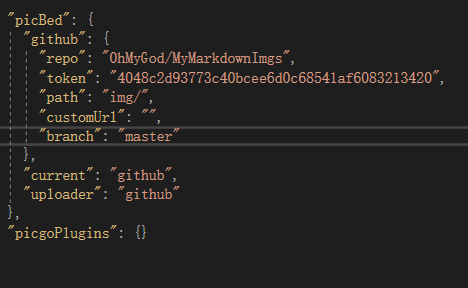 "picBed": {
"github": {
"repo": "OhMyGod/MyMarkdownImgs",
"token": "4048c2d93773c40bcee6d0c68541af6083213420",
"path": "img/",
"customUrl": "",
"branch": "master"
},
"current": "github",
"uploader": "github"
},
"picgoPlugins": {}